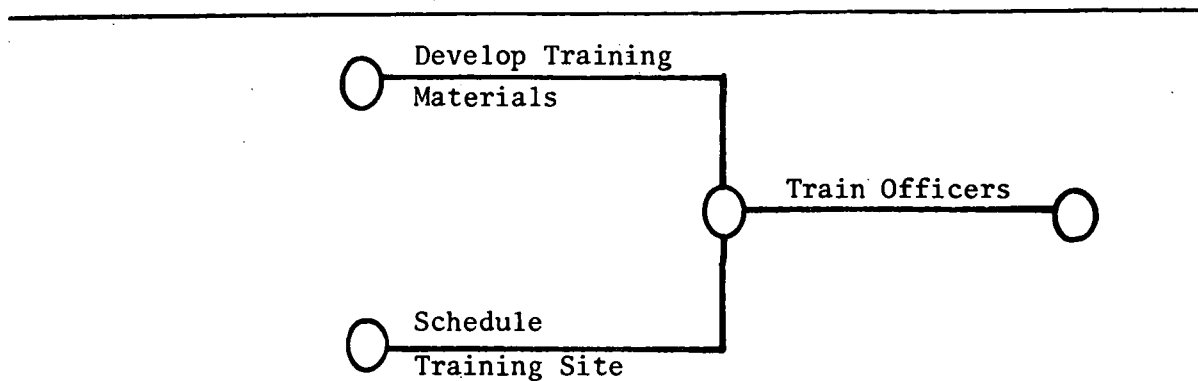 Develop Training
Materials
Train Officers
Schedule
Training Site